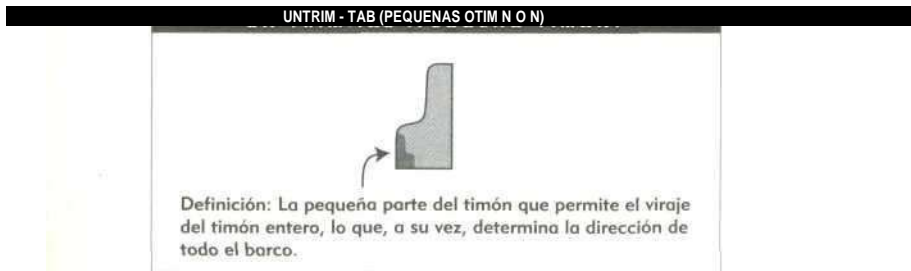 UNTRIM - TAB (PEQUENAS OTIM N O N)
Definición: La pequeña parte del timón que permite el viraje
del timón entero, lo que, a su vez, determina la dirección de
todo el barco.